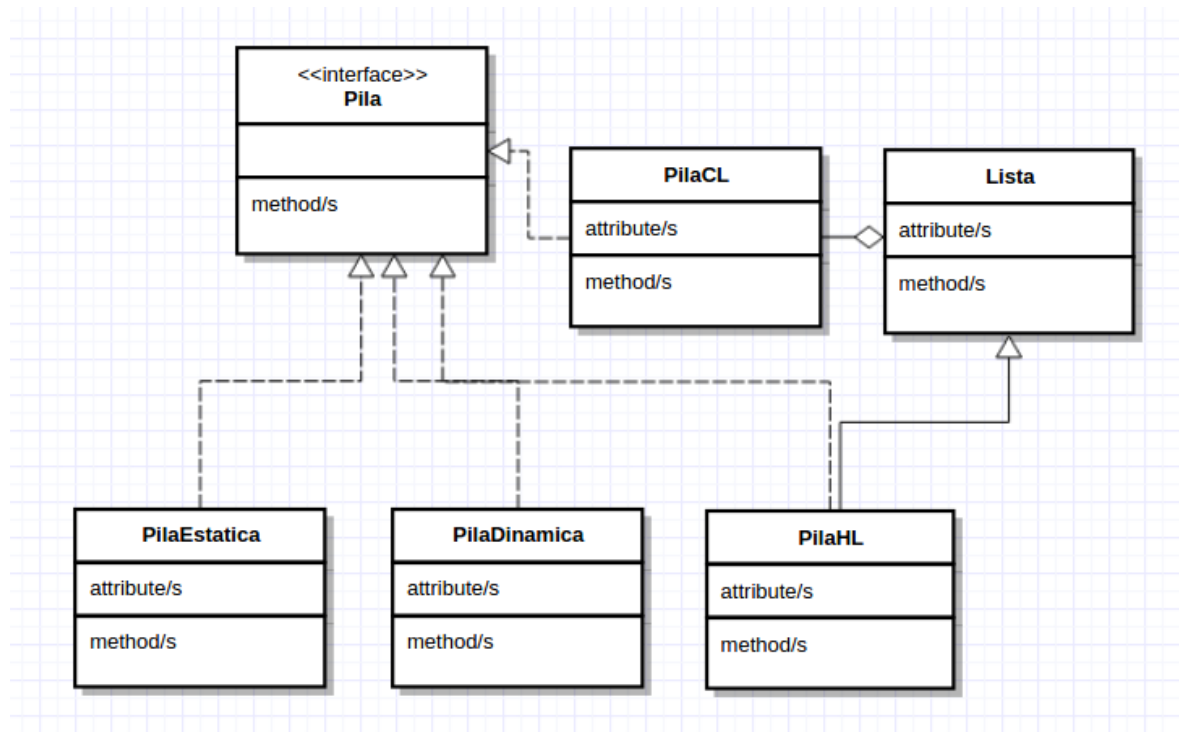 <<interface>>
Pila
method/s
PilaCL
attribute/s
method/s
Lista
attribute/s
method/s
PilaEstatica
attribute/s
method/s
PilaDinamica
attribute/s
method/s
PilaHL
attribute/s
method/s